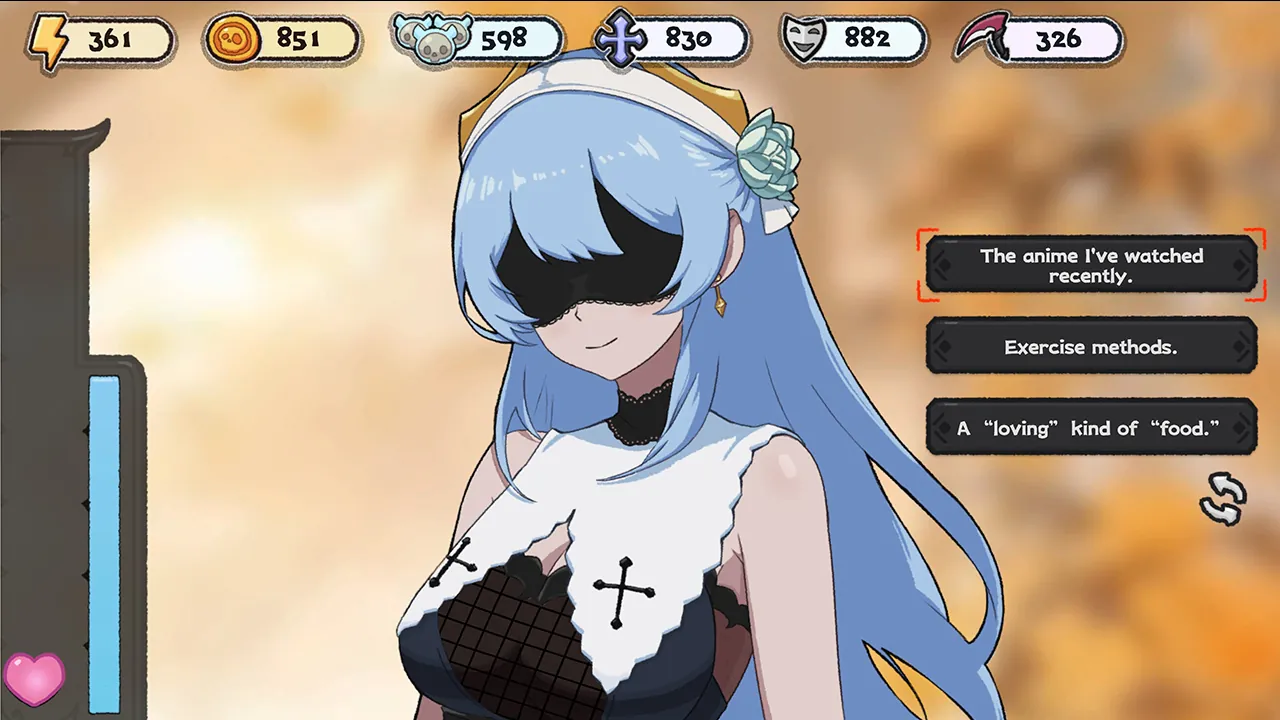 361
851
598
830
882
326
The anime I've watched
recently.
Exercise methods.
A “loving” kind of “food.”